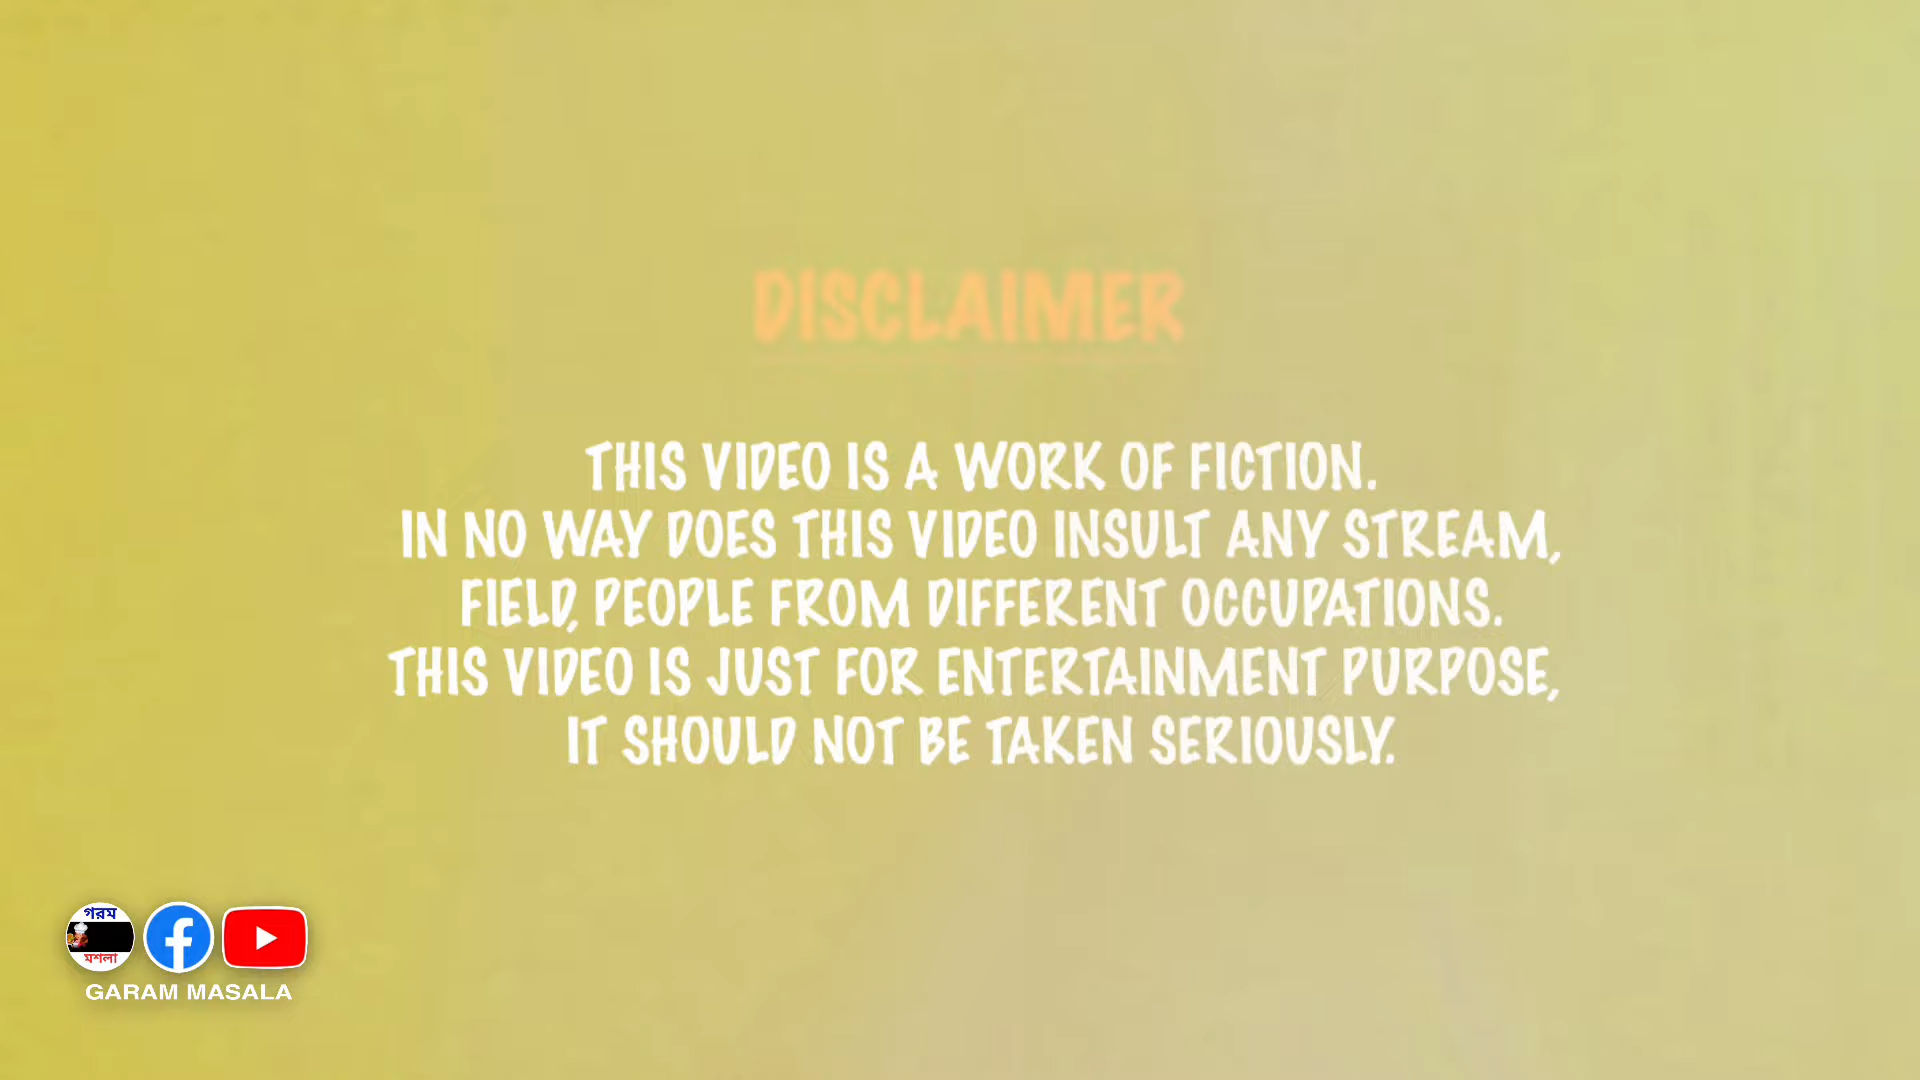 DISCLAIMER
THIS VIDEO IS A WORK OF FICTION.
IN NO WAY DOES THIS VIDEO INSULT ANY STREAM,
FIELD, PEOPLE FROM DIFFERENT OCCUPATIONS.
THIS VIDEO IS JUST FOR ENTERTAINMENT PURPOSE,
IT SHOULD NOT BE TAKEN SERIOUSLY.
গরম
মশলা
GARAM MASALA